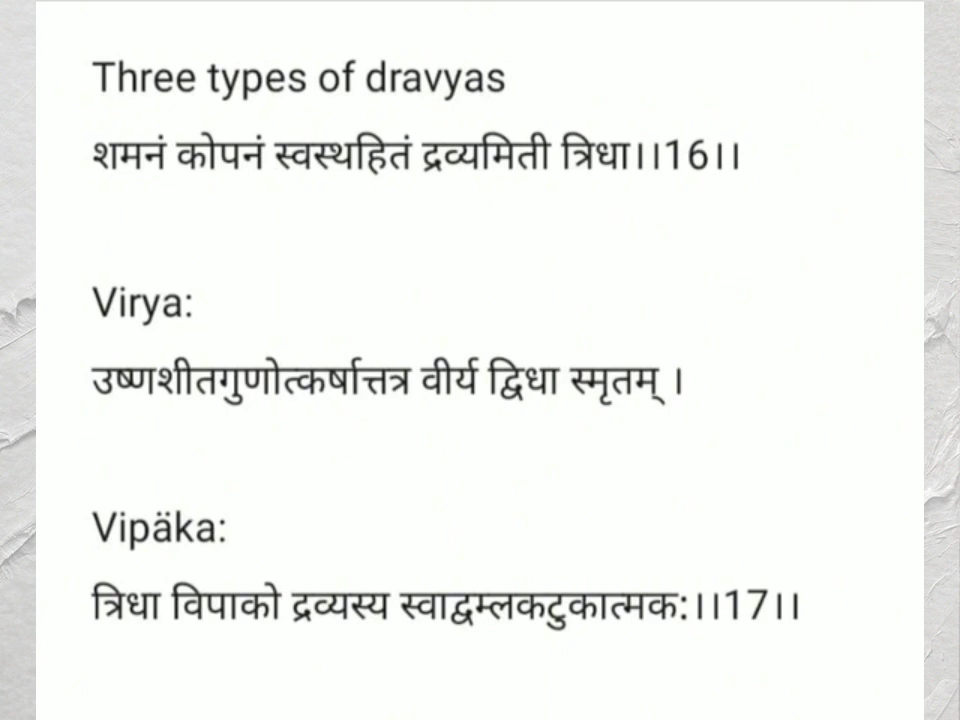 Three types of dravyas
शमनं कोपनं स्वस्थहितं द्रव्यमिती त्रिधा।।16।।
Virya:
उष्णशीतगुणोत्कर्षात्तत्र वीर्य द्विधा स्मृतम् ।
Vipäka:
त्रिधा विपाको द्रव्यस्य स्वाद्वम्लकटुकात्मक:।।17।।